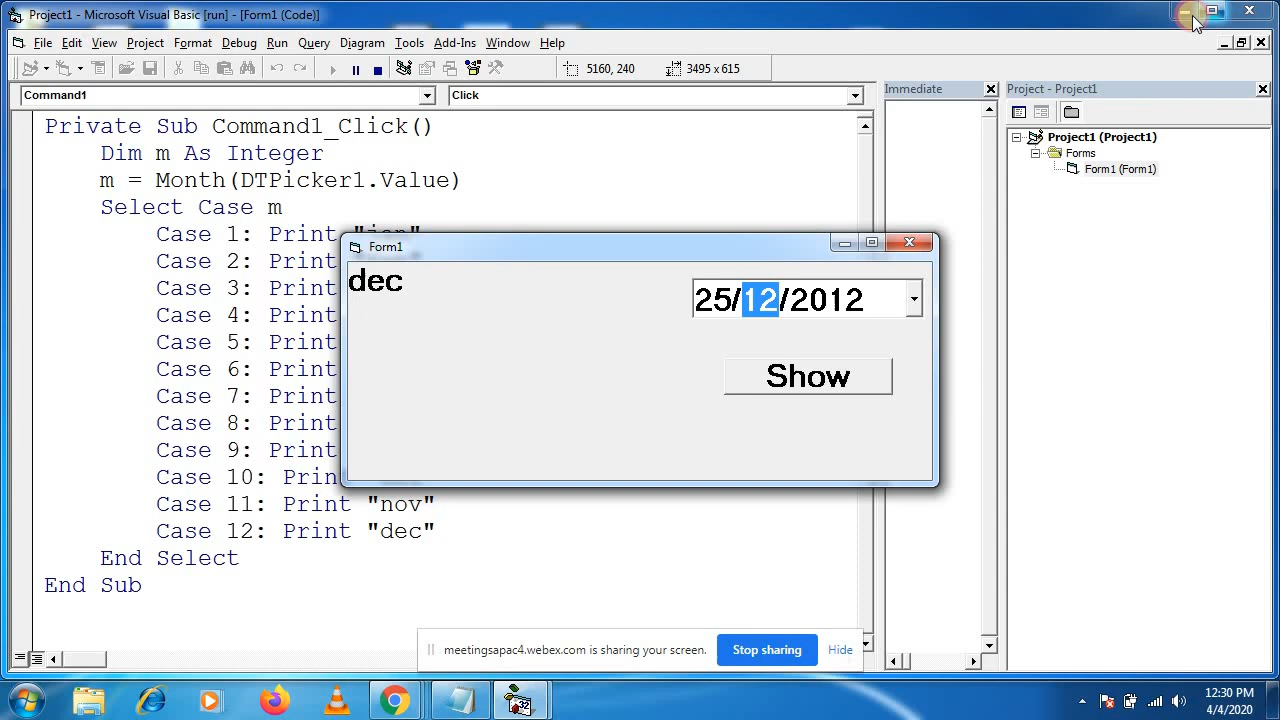 Project1 - Microsoft Visual Basic [run] - [Form1 (Code)]
File Edit View Project Format Debug Run Query Diagram Tools Add-Ins Window Help
5160, 240 3495 x 615
Command1 Click
Immediate
Project - Project1
Private Sub Command1_Click()
Dim m As Integer
m = Month(DTPicker1.Value)
Select Case m
Case 1: Print
Case 2: Print
Case 3: Print
Case 4: Print
Case 5: Print
Case 6: Print
Case 7: Print
Case 8: Print
Case 9: Print
Case 10: Print
Case 11: Print "nov"
Case 12: Print "dec"
End Select
End Sub
Project1 (Project1)
Forms
Form1 (Form1)
Form1
dec
25/12/2012
Show
meetingsapac4.webex.com is sharing your screen. Stop sharing Hide
12:30 PM
4/4/2020